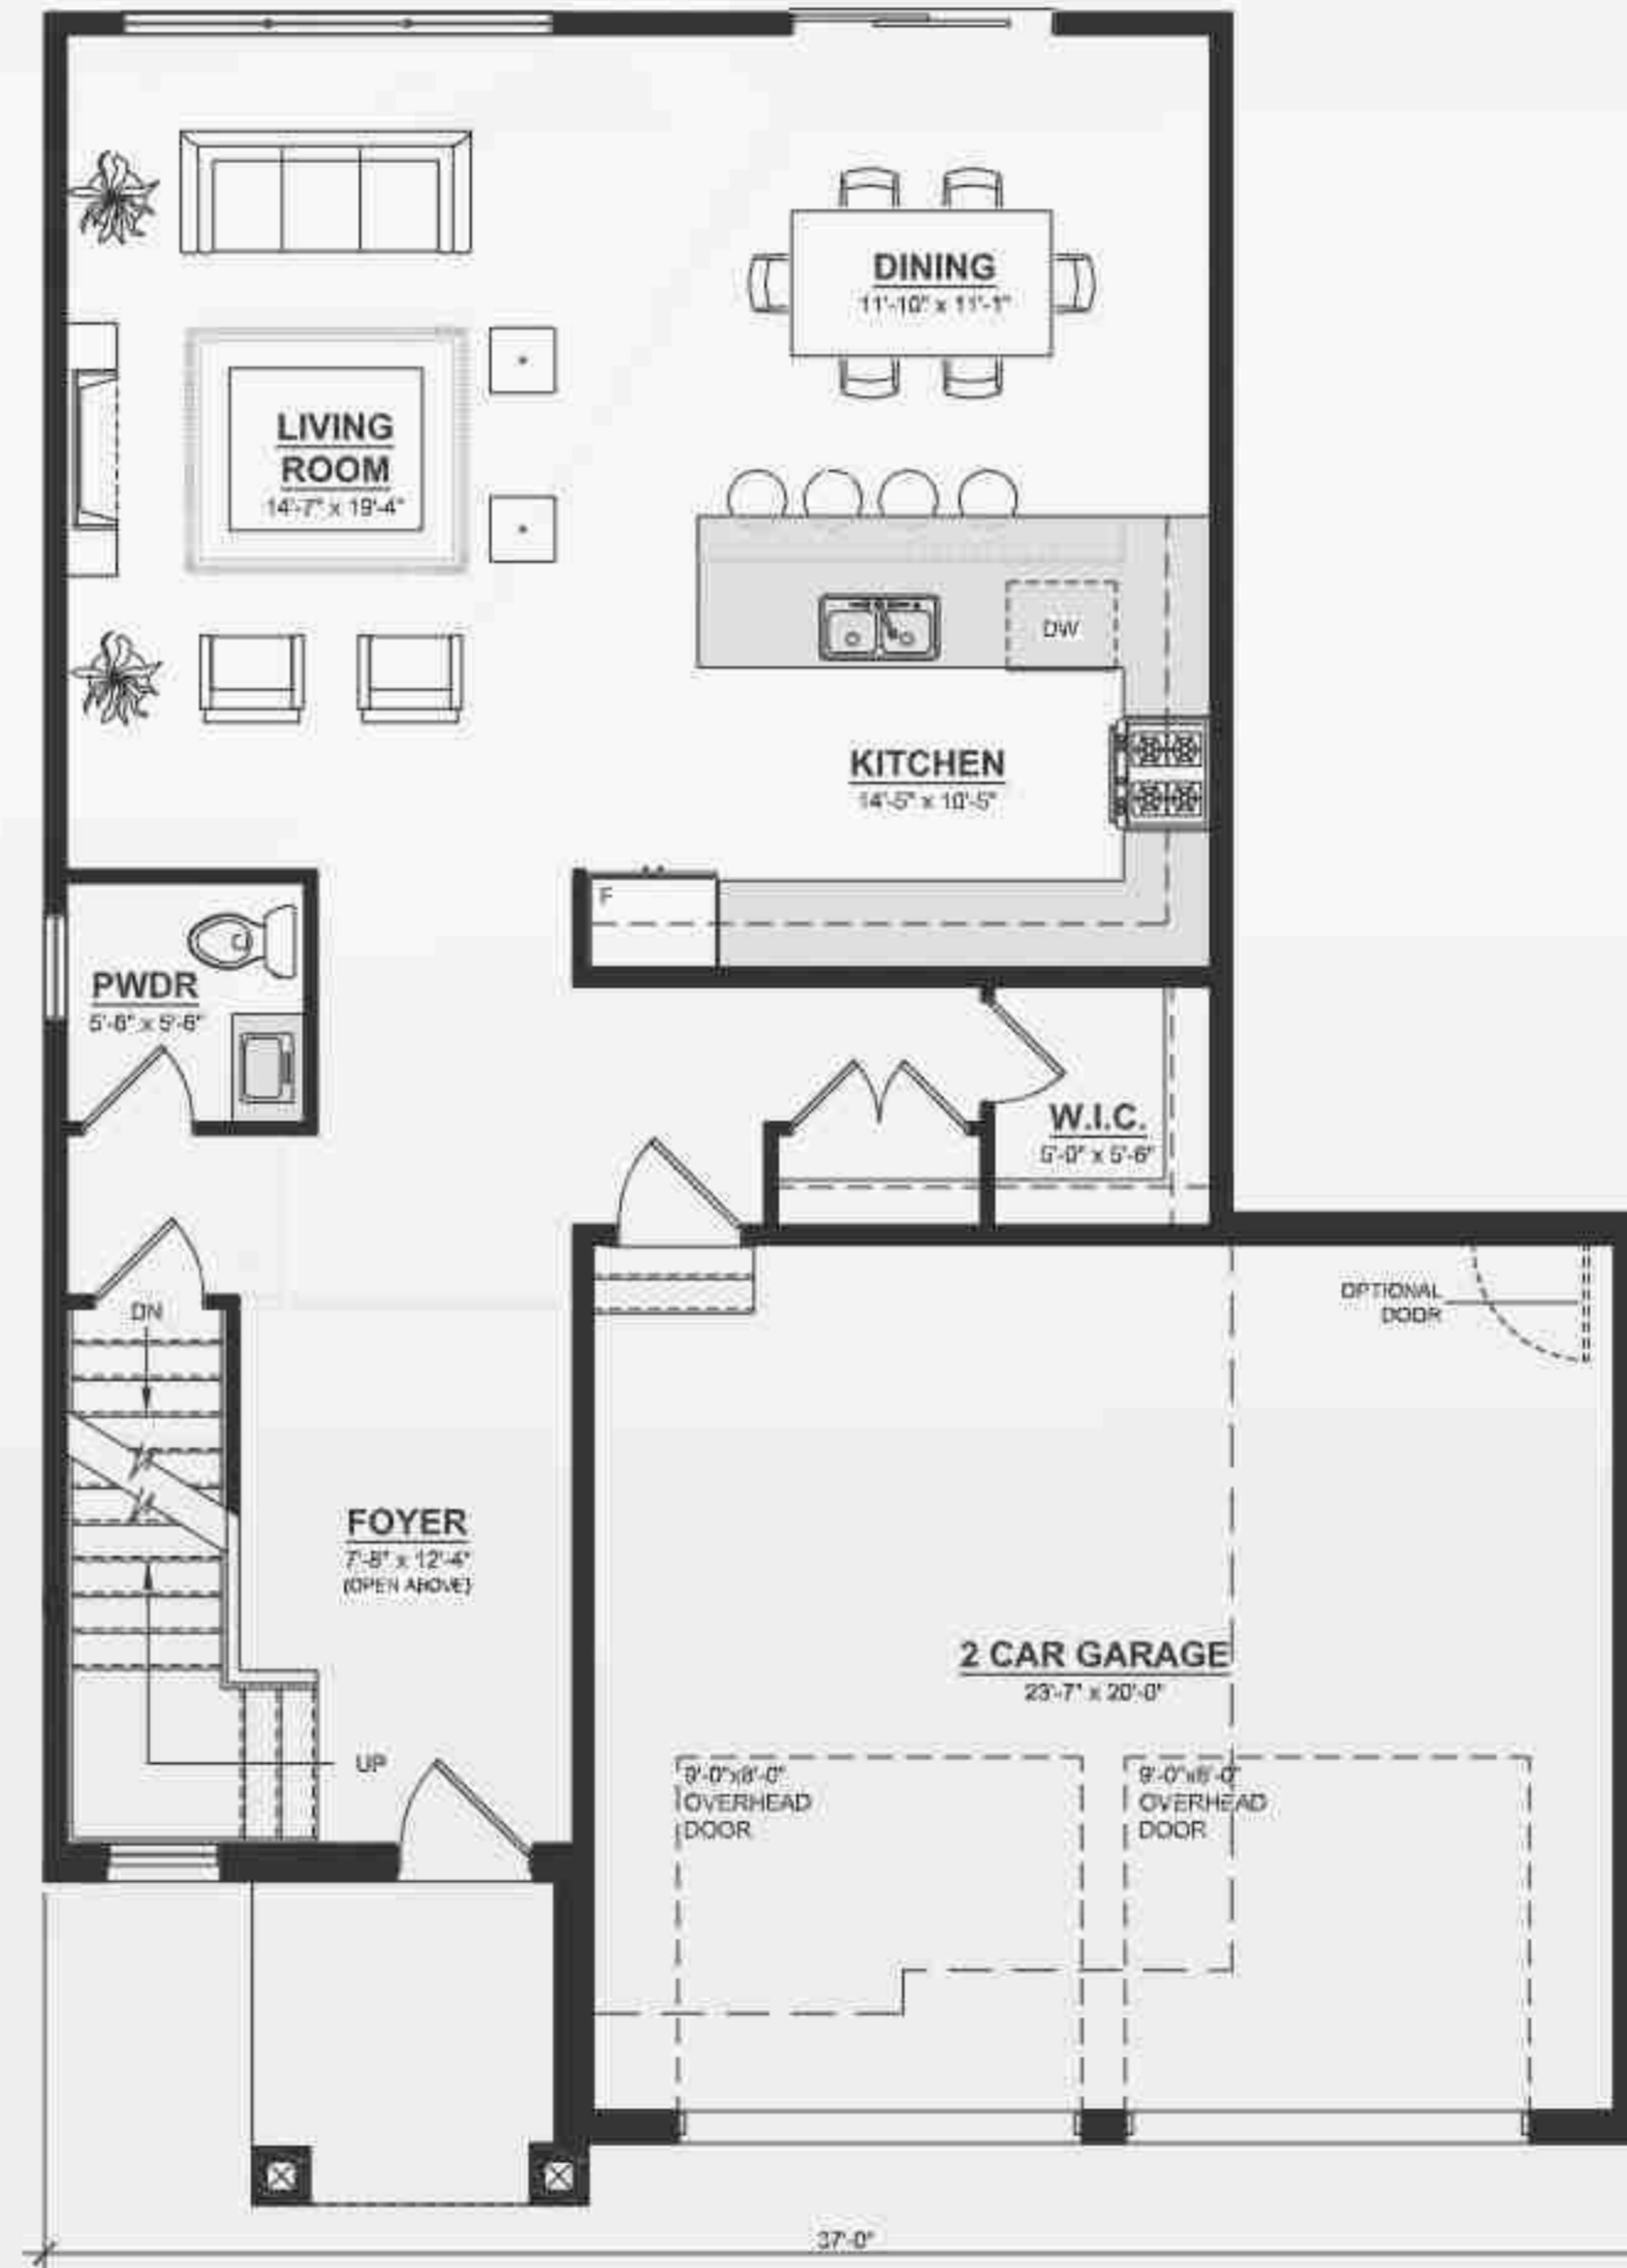 DINING
11'-10" x 11'-1"
LIVING
ROOM
14'-7" x 19'-4"
DW
KITCHEN
14'-5" x 10'-5"
F
PWDR
5'-6" x 5'-6"
W.I.C.
5'-0" x 5'-6"
DN
OPTIONAL
DOOR
FOYER
7'-8" x 12'-4"
(OPEN ABOVE)
2 CAR GARAGE
23'-7" x 20'-0"
UP
9'-0"x8'-0"
OVERHEAD
DOOR
9'-0"x8'-0"
OVERHEAD
DOOR
37'-0"